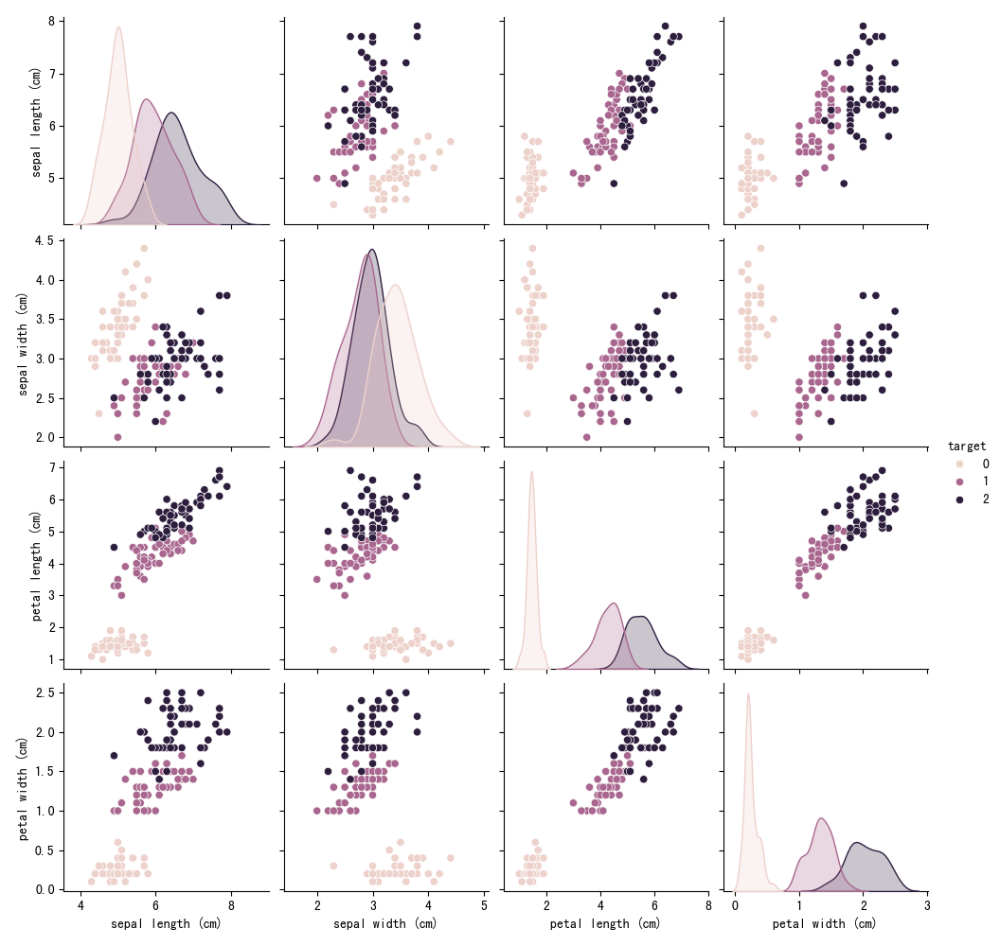 8
7
6
5
sepal length (cm)
4.5
4.0
3.5
3.0
2.5
2.0
sepal width (cm)
target
0
1
2
7
6
5
4
3
2
1
petal length (cm)
2.5
2.0
1.5
1.0
0.5
0.0
petal width (cm)
4 6 8
2 3 4 5
2 4 6 8
0 1 2 3
sepal length (cm)
sepal width (cm)
petal length (cm)
petal width (cm)